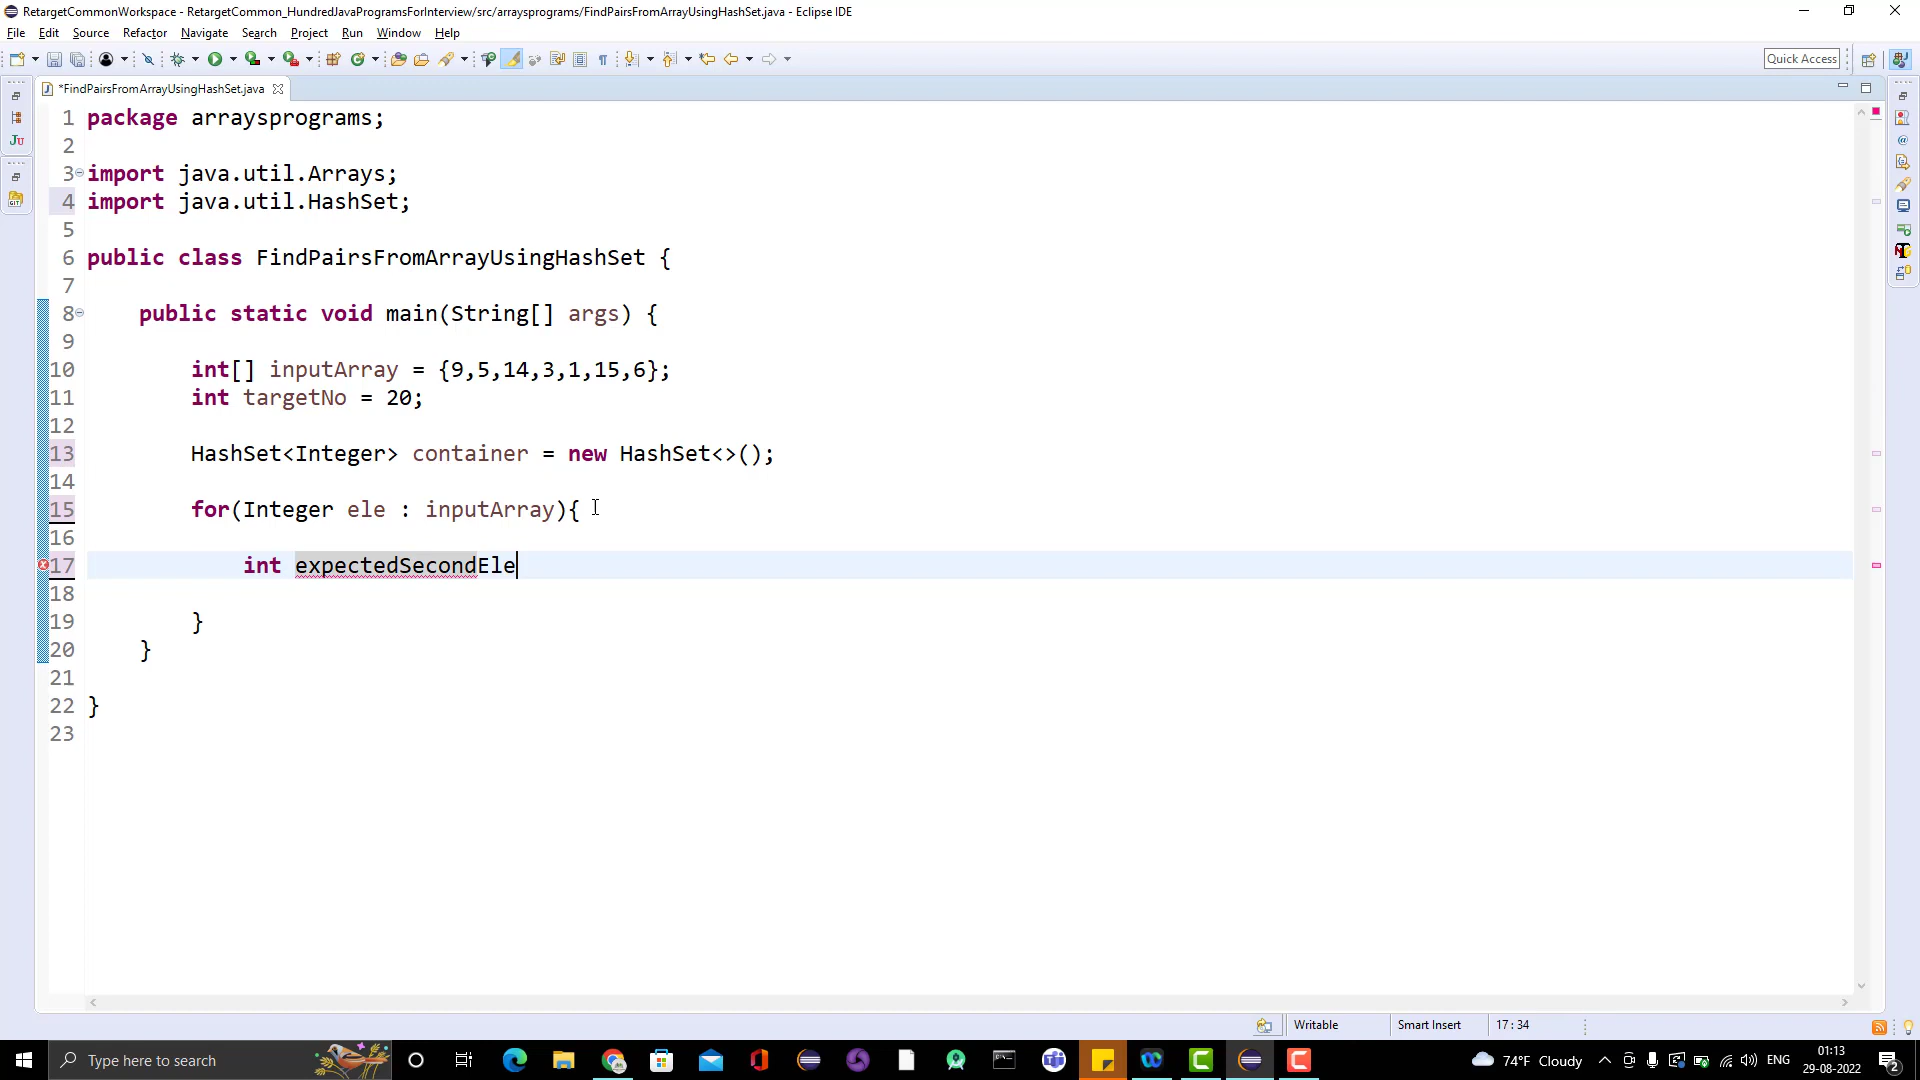 RetargetCommonWorkspace - RetargetCommon_HundredJavaProgramsForInterview/src/arraysprograms/FindPairsFromArrayUsingHashSet.java - Eclipse IDE
File Edit Source Refactor Navigate Search Project Run Window Help
Quick Access
*FindPairsFromArrayUsingHashSet.java
1 package arraysprograms;
2
3 import java.util.Arrays;
4 import java.util.HashSet;
5
6 public class FindPairsFromArrayUsingHashSet {
7
8 public static void main(String[] args) {
9
10 int[] inputArray = {9,5,14,3,1,15,6};
11 int targetNo = 20;
12
13 HashSet<Integer> container = new HashSet<>();
14
15 for(Integer ele : inputArray){
16
17 int expectedSecondEle
18
19 }
20 }
21
22 }
23
Writable Smart Insert 17 : 34
Type here to search
74°F Cloudy ENG 01:13
29-08-2022 2